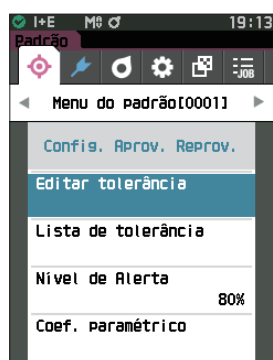 I+E M0 19:13
Padrão
JOB
Menu do padrão[0001]
Config. Aprov. Reprov.
Editar tolerância
Lista de tolerância
Nível de Alerta
80%
Coef. paramétrico